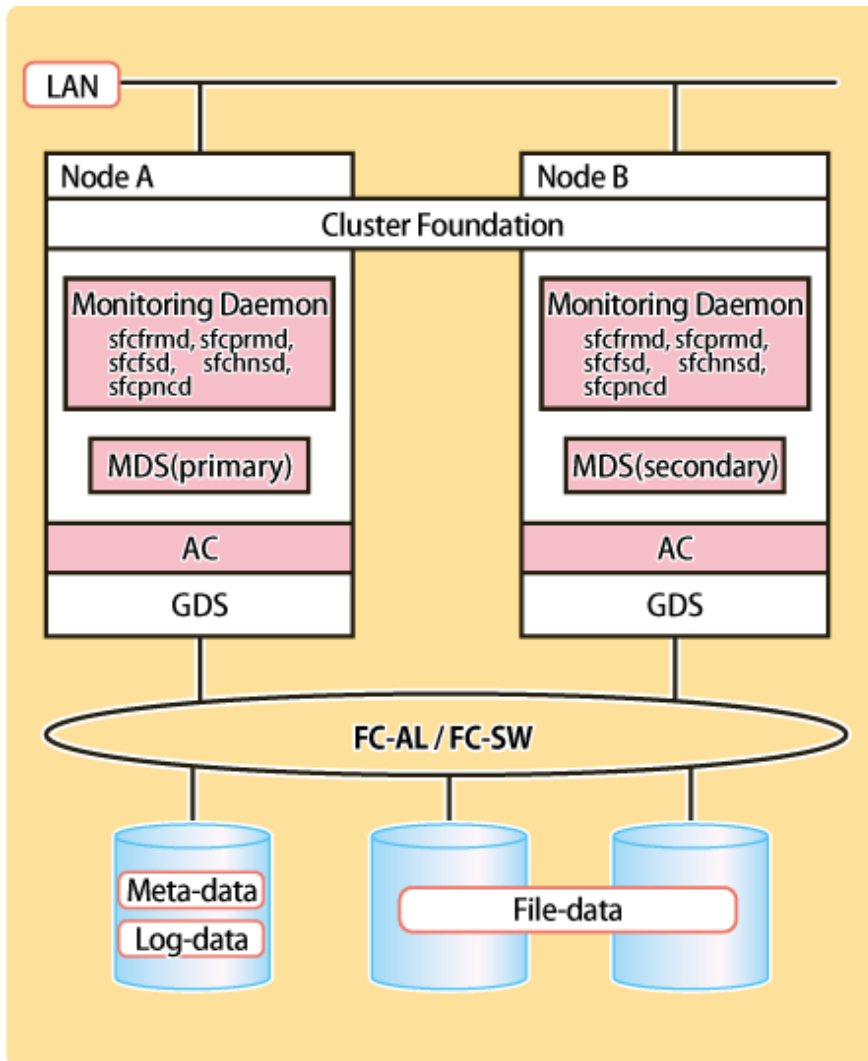 LAN
Node A
Node B
Cluster Foundation
Monitoring Daemon
sfcfrmd, sfcprmd,
sfcfsd, sfchnsd,
sfcpncd
Monitoring Daemon
sfcfrmd, sfcprmd,
sfcfsd, sfchnsd,
sfcpncd
MDS(primary)
MDS(secondary)
AC
AC
GDS
GDS
FC-AL / FC-SW
Meta-data
Log-data
File-data